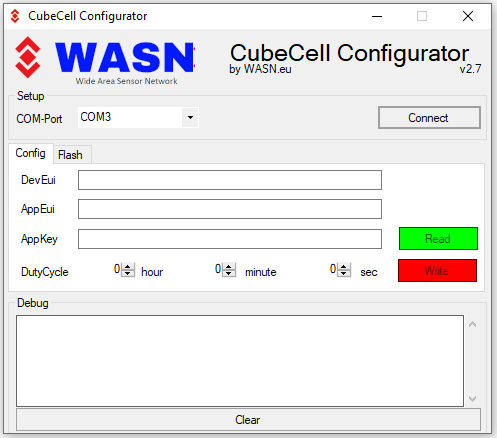 CubeCell Configurator
WASN
Wide Area Sensor Network
CubeCell Configurator
by WASN.eu v2.7
Setup
COM-Port COM3 Connect
Config Flash
DevEui
AppEui
AppKey Read
DutyCycle 0 hour 0 minute 0 sec Write
Debug
Clear